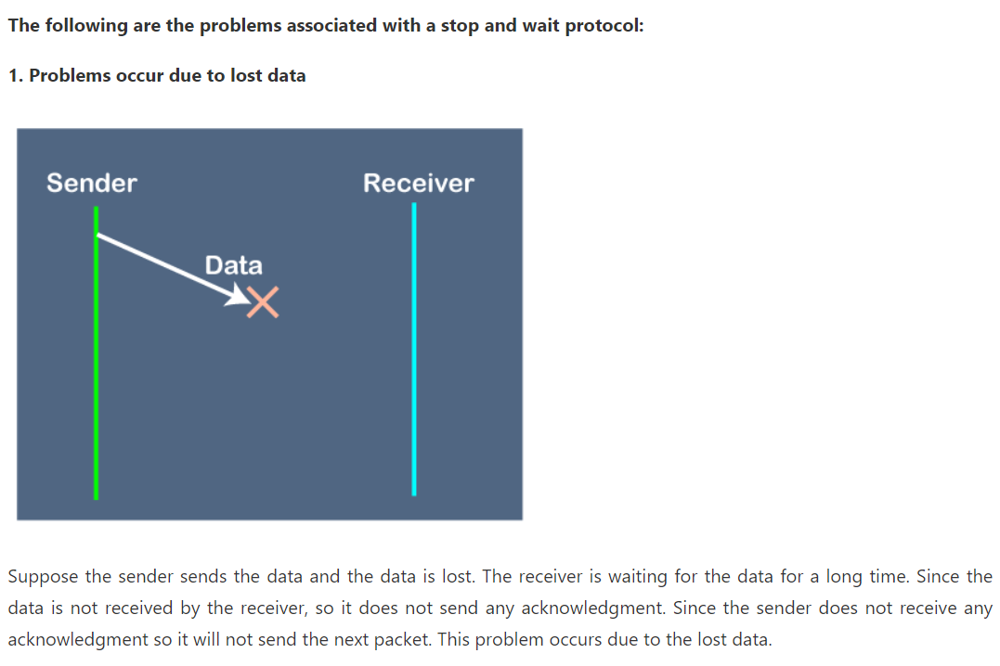 The following are the problems associated with a stop and wait protocol:
1. Problems occur due to lost data
Sender
Receiver
Data
Suppose the sender sends the data and the data is lost. The receiver is waiting for the data for a long time. Since the
data is not received by the receiver, so it does not send any acknowledgment. Since the sender does not receive any
acknowledgment so it will not send the next packet. This problem occurs due to the lost data.